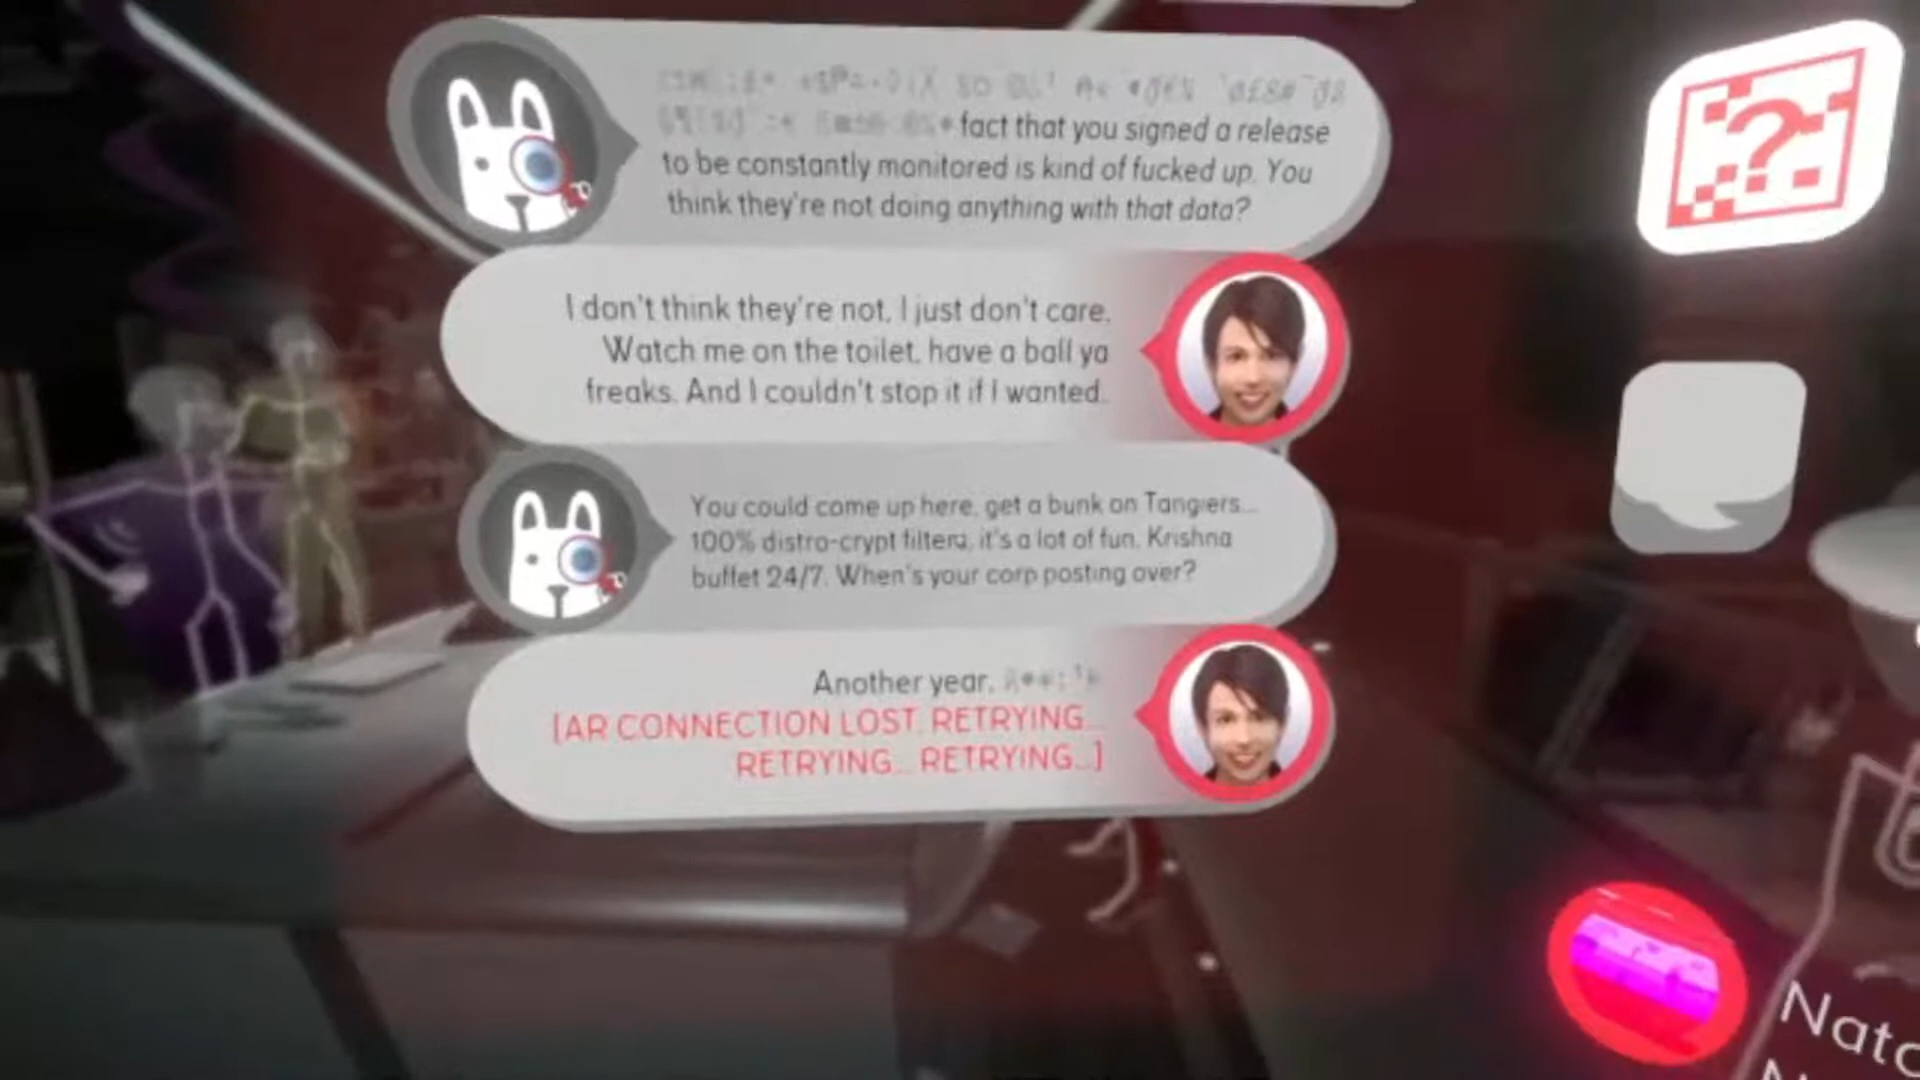 fact that you signed a release
to be constantly monitored is kind of fucked up. You
think they're not doing anything with that data?
I don't think they're not. I just don't care.
Watch me on the toilet, have a ball ya
freaks. And I couldn't stop it if I wanted.
You could come up here, get a bunk on Tangiers...
100% distro-crypt filtered, it's a lot of fun. Krishna
buffet 24/7. When's your corp posting over?
Another year.
[AR CONNECTION LOST. RETRYING...
RETRYING... RETRYING...]
?